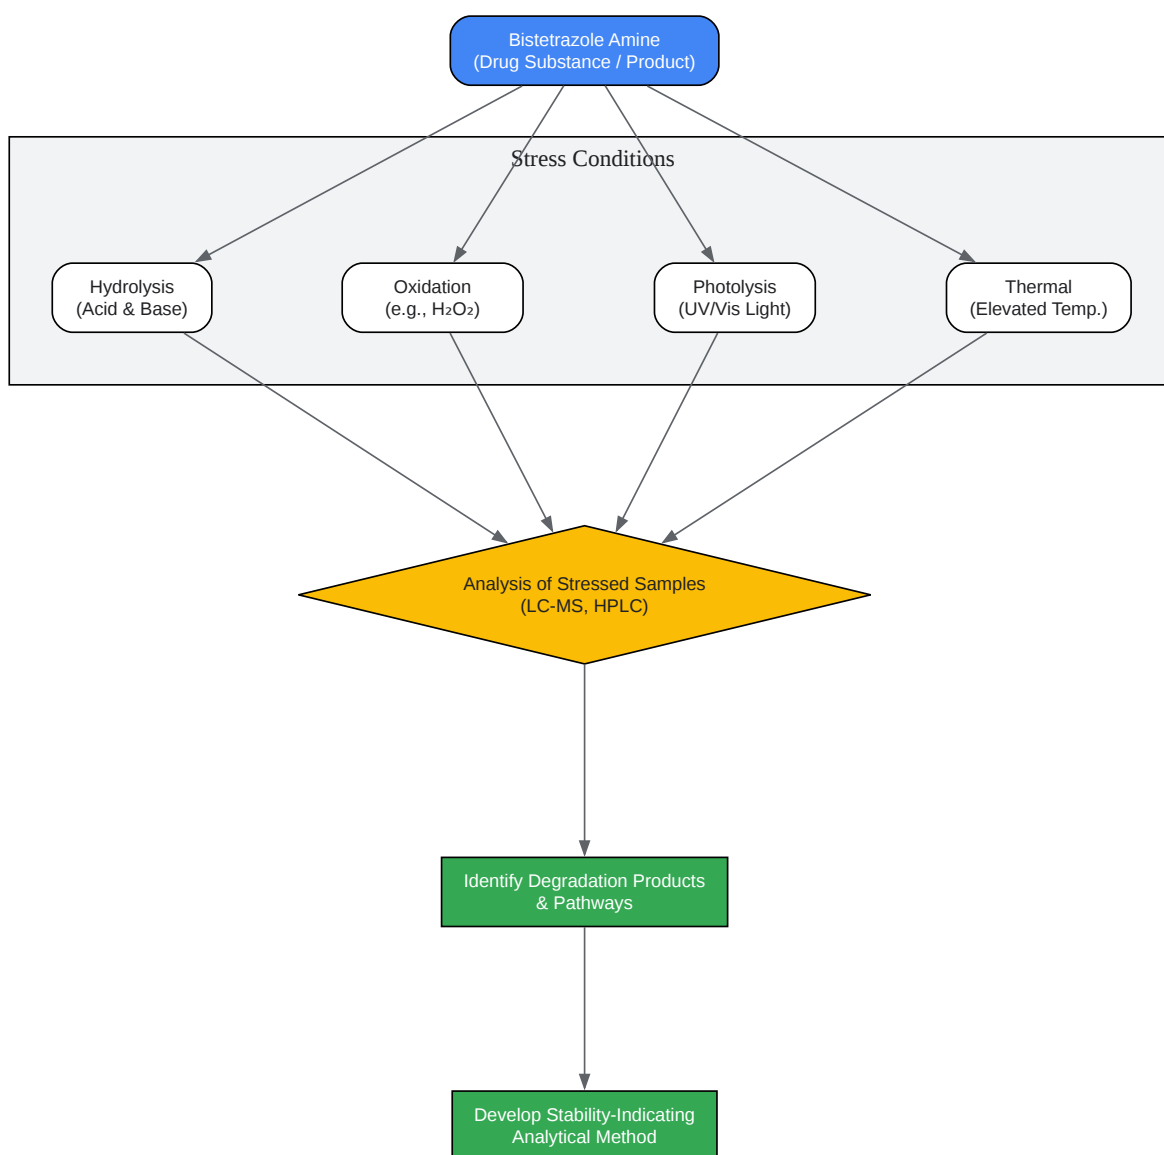 Bistetrazole Amine
(Drug Substance / Product)
Stress Conditions
Hydrolysis
(Acid & Base)
Oxidation
(e.g., H₂O₂)
Photolysis
(UV/Vis Light)
Thermal
(Elevated Temp.)
Analysis of Stressed Samples
(LC-MS, HPLC)
Identify Degradation Products
& Pathways
Develop Stability-Indicating
Analytical Method